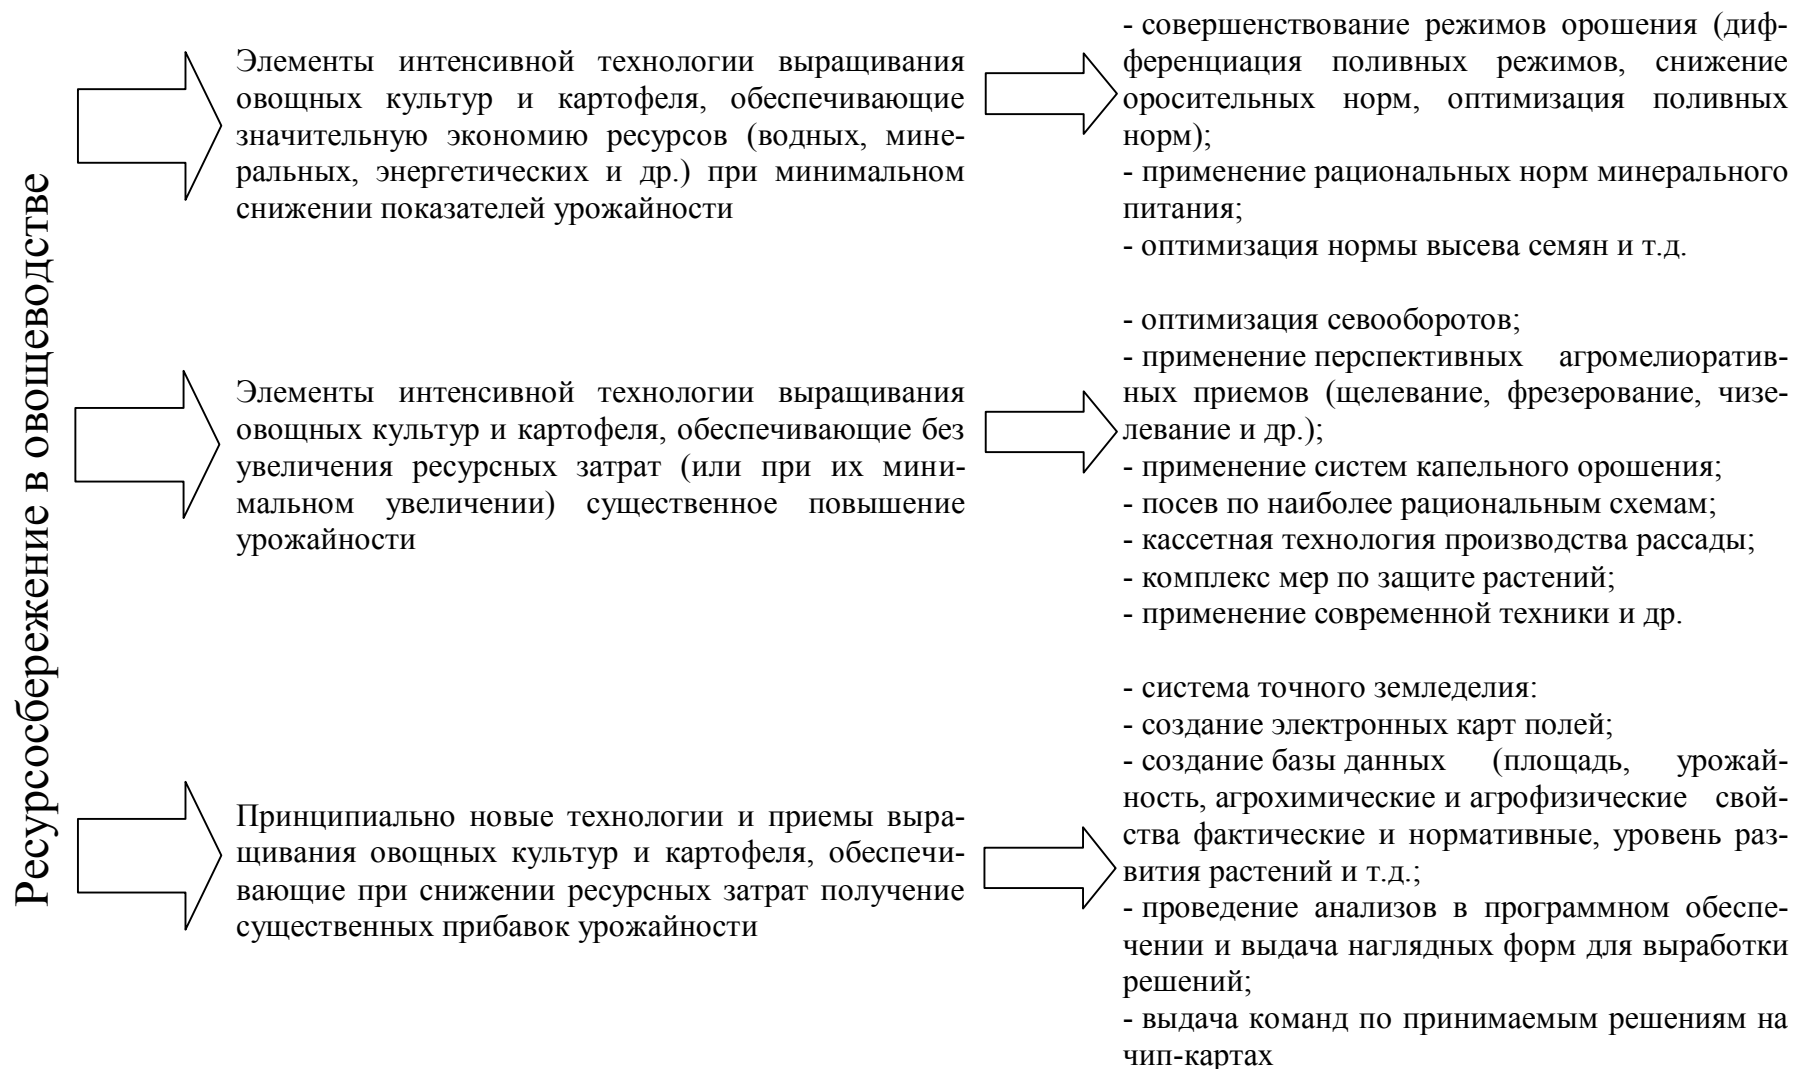 Ресурсосбережение в овощеводстве
Элементы интенсивной технологии выращивания
овощных культур и картофеля, обеспечивающие
значительную экономию ресурсов (водных, мине-
ральных, энергетических и др.) при минимальном
снижении показателей урожайности
- совершенствование режимов орошения (диф-
ференциация поливных режимов, снижение
оросительных норм, оптимизация поливных
норм);
- применение рациональных норм минерального
питания;
- оптимизация нормы высева семян и т.д.
Элементы интенсивной технологии выращивания
овощных культур и картофеля, обеспечивающие без
увеличения ресурсных затрат (или при их мини-
мальном увеличении) существенное повышение
урожайности
- оптимизация севооборотов;
- применение перспективных агромелиоратив-
ных приемов (щелевание, фрезерование, чизе-
левание и др.);
- применение систем капельного орошения;
- посев по наиболее рациональным схемам;
- кассетная технология производства рассады;
- комплекс мер по защите растений;
- применение современной техники и др.
Принципиально новые технологии и приемы выра-
щивания овощных культур и картофеля, обеспечи-
вающие при снижении ресурсных затрат получение
существенных прибавок урожайности
- система точного земледелия:
- создание электронных карт полей;
- создание базы данных (площадь, урожай-
ность, агрохимические и агрофизические свой-
ства фактические и нормативные, уровень раз-
вития растений и т.д.;
- проведение анализов в программном обеспе-
чении и выдача наглядных форм для выработки
решений;
- выдача команд по принимаемым решениям на
чип-картах